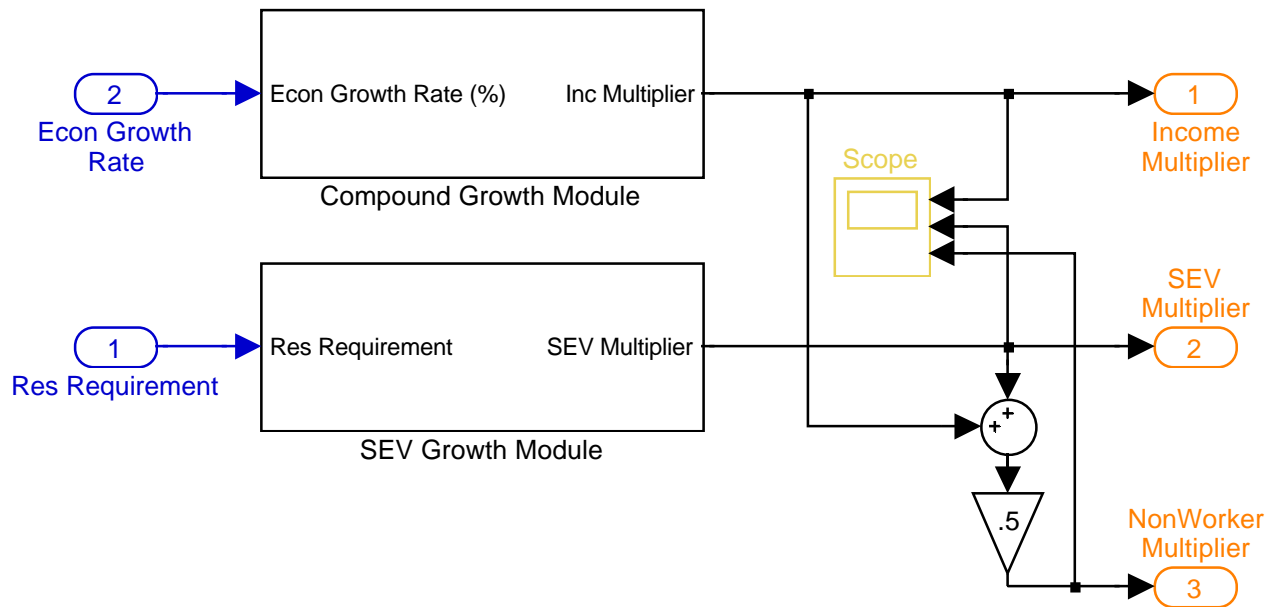 2
Econ Growth
Rate
Econ Growth Rate (%)
Inc Multiplier
Compound Growth Module
1
Income
Multiplier
Scope
1
Res Requirement
Res Requirement
SEV Multiplier
SEV Growth Module
SEV
Multiplier
2
+
+
.5
NonWorker
Multiplier
3